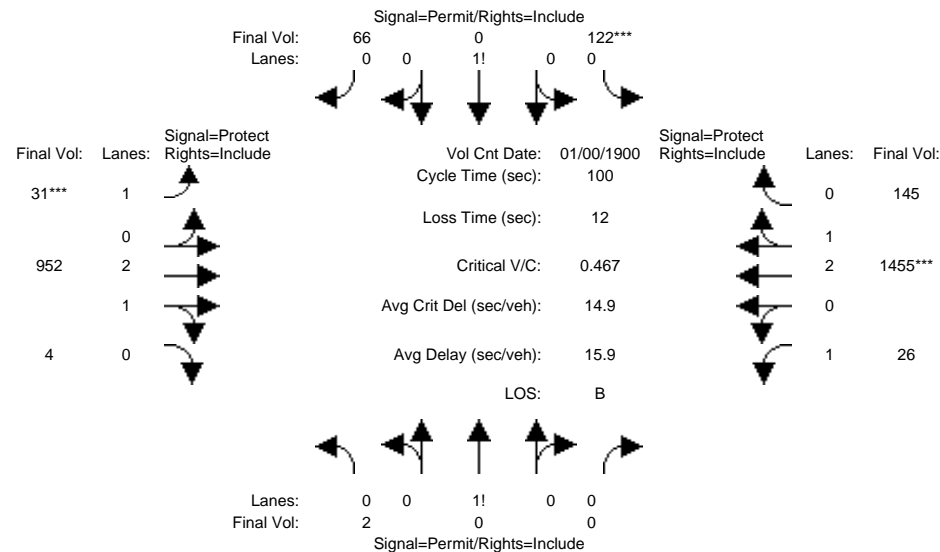 Signal=Permit/Rights=Include
Final Vol: 66 0 122***
Lanes: 0 0 1! 0 0
Signal=Protect Signal=Protect
Final Vol: Lanes: Rights=Include Vol Cnt Date: 01/00/1900 Rights=Include Lanes: Final Vol:
Cycle Time (sec): 100
31*** 1 0 145
Loss Time (sec): 12
0 1
952 2 Critical V/C: 0.467 2 1455***
1 Avg Crit Del (sec/veh): 14.9 0
4 0 Avg Delay (sec/veh): 15.9 1 26
LOS: B
Lanes: 0 0 1! 0 0
Final Vol: 2 0 0
Signal=Permit/Rights=Include